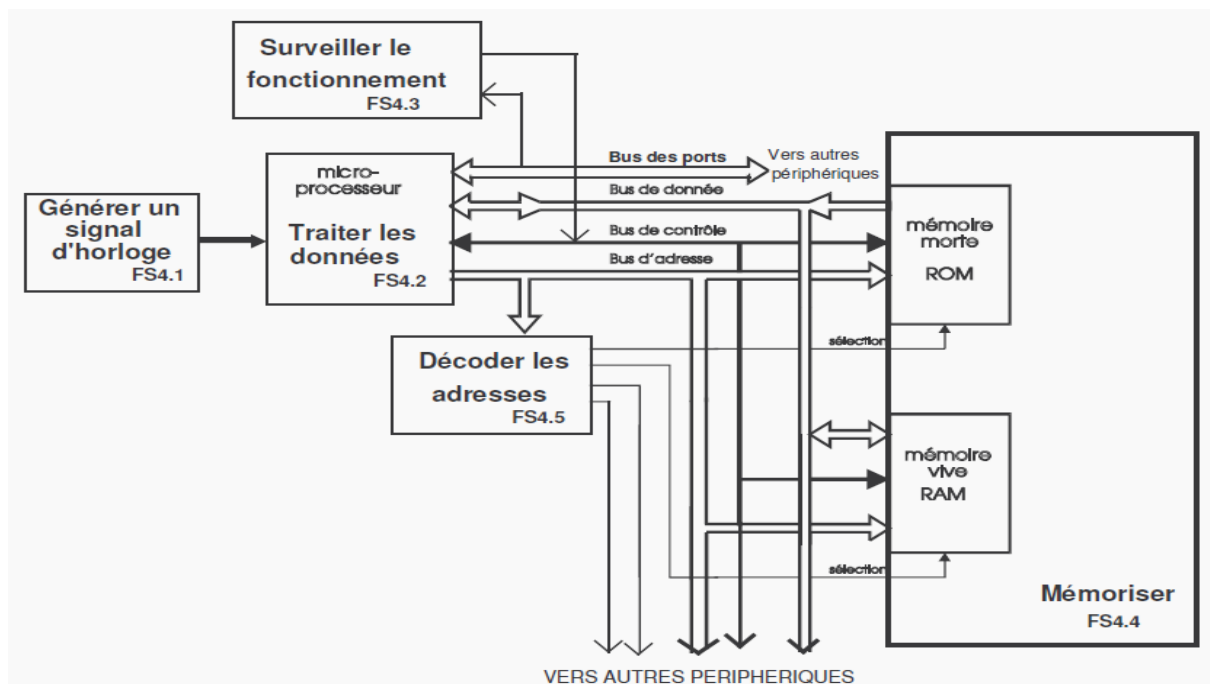 Surveiller le
fonctionnement
FS4.3
micro-
processeur
Traiter les
données
FS4.2
Générer un
signal
d'horloge
FS4.1
Bus des ports
Vers autres
périphériques
Bus de donnée
Bus de contrôle
Bus d'adresse
mémoire
morte
ROM
sélection
Décoder les
adresses
FS4.5
mémoire
vive
RAM
sélection
Mémoriser
FS4.4
VERS AUTRES PERIPHERIQUES